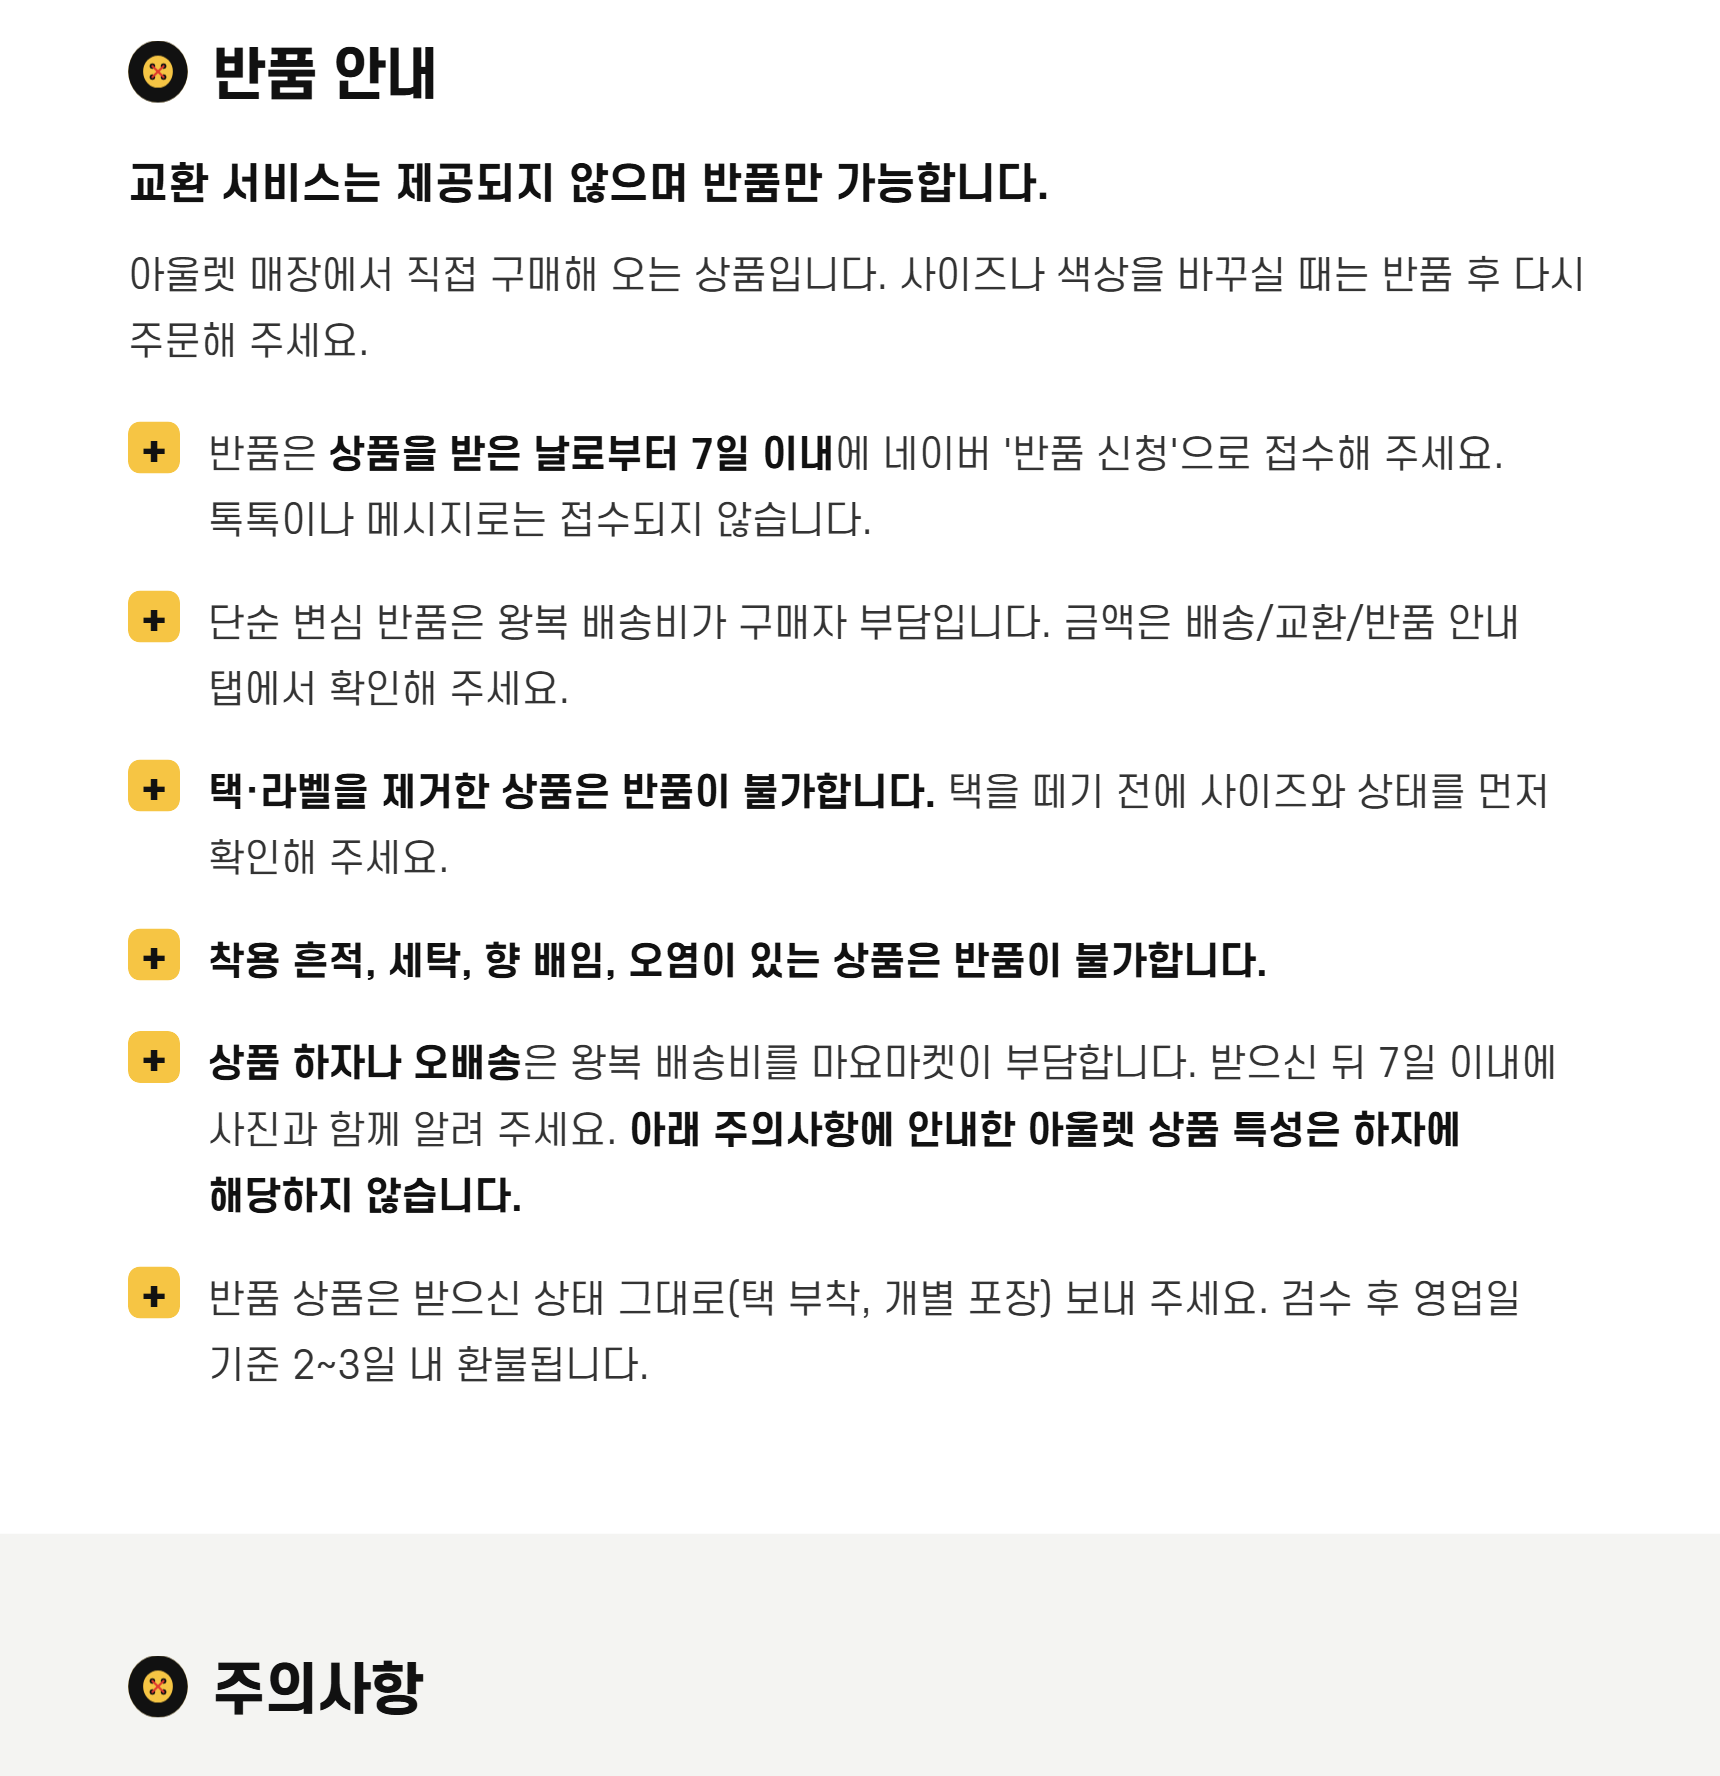 반품 안내
교환 서비스는 제공되지 않으며 반품만 가능합니다.
아울렛 매장에서 직접 구매해 오는 상품입니다. 사이즈나 색상을 바꾸실 때는 반품 후 다시
주문해 주세요.
반품은 상품을 받은 날로부터 7일 이내에 네이버 '반품 신청'으로 접수해 주세요.
톡톡이나 메시지로는 접수되지 않습니다.
단순 변심 반품은 왕복 배송비가 구매자 부담입니다. 금액은 배송/교환/반품 안내
탭에서 확인해 주세요.
택·라벨을 제거한 상품은 반품이 불가합니다. 택을 떼기 전에 사이즈와 상태를 먼저
확인해 주세요.
착용 흔적, 세탁, 향 배임, 오염이 있는 상품은 반품이 불가합니다.
상품 하자나 오배송은 왕복 배송비를 마요마켓이 부담합니다. 받으신 뒤 7일 이내에
사진과 함께 알려 주세요. 아래 주의사항에 안내한 아울렛 상품 특성은 하자에
해당하지 않습니다.
반품 상품은 받으신 상태 그대로(택 부착, 개별 포장) 보내 주세요. 검수 후 영업일
기준 2~3일 내 환불됩니다.
주의사항